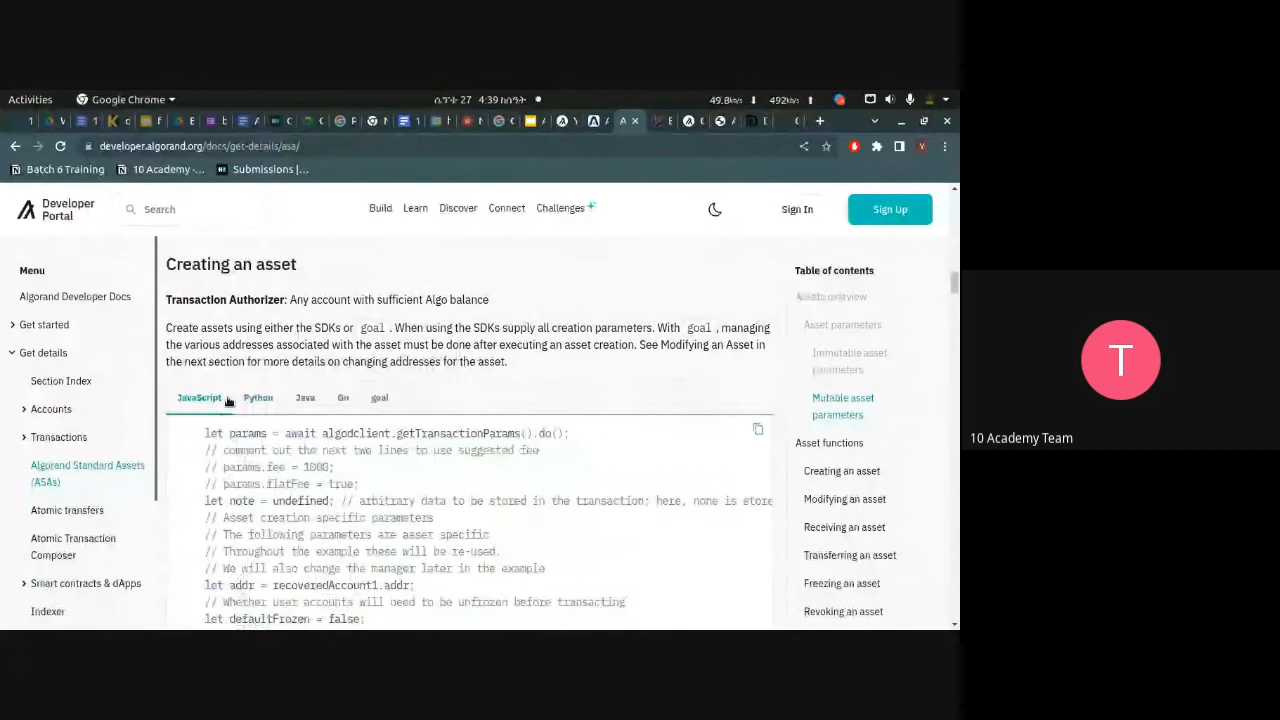 Activities
Google Chrome
ሴፕቴ 27 4:39 ከሰዓት
49.8kb/s
492kb/s
developer.algorand.org/docs/get-details/asa/
Batch 6 Training
10 Academy -...
Submissions |...
Developer
Portal
Search
Build
Learn
Discover
Connect
Challenges
Sign In
Sign Up
Menu
Algorand Developer Docs
Get started
Get details
Section Index
Accounts
Transactions
Algorand Standard Assets
(ASAs)
Atomic transfers
Atomic Transaction
Composer
Smart contracts & dApps
Indexer
Creating an asset
Transaction Authorizer: Any account with sufficient Algo balance
Create assets using either the SDKs or goal . When using the SDKs supply all creation parameters. With goal , managing
the various addresses associated with the asset must be done after executing an asset creation. See Modifying an Asset in
the next section for more details on changing addresses for the asset.
JavaScript
Python
Java
Go
goal
let params = await algodclient.getTransactionParams().do();
// comment out the next two lines to use suggested fee
// params.fee = 1000;
// params.flatFee = true;
let note = undefined; // arbitrary data to be stored in the transaction; here, none is store
// Asset creation specific parameters
// The following parameters are asset specific
// Throughout the example these will be re-used.
// We will also change the manager later in the example
let addr = recoveredAccount1.addr;
// Whether user accounts will need to be unfrozen before transacting
let defaultFrozen = false;
Table of contents
Assets overview
Asset parameters
Immutable asset
parameters
Mutable asset
parameters
Asset functions
Creating an asset
Modifying an asset
Receiving an asset
Transferring an asset
Freezing an asset
Revoking an asset
T
10 Academy Team